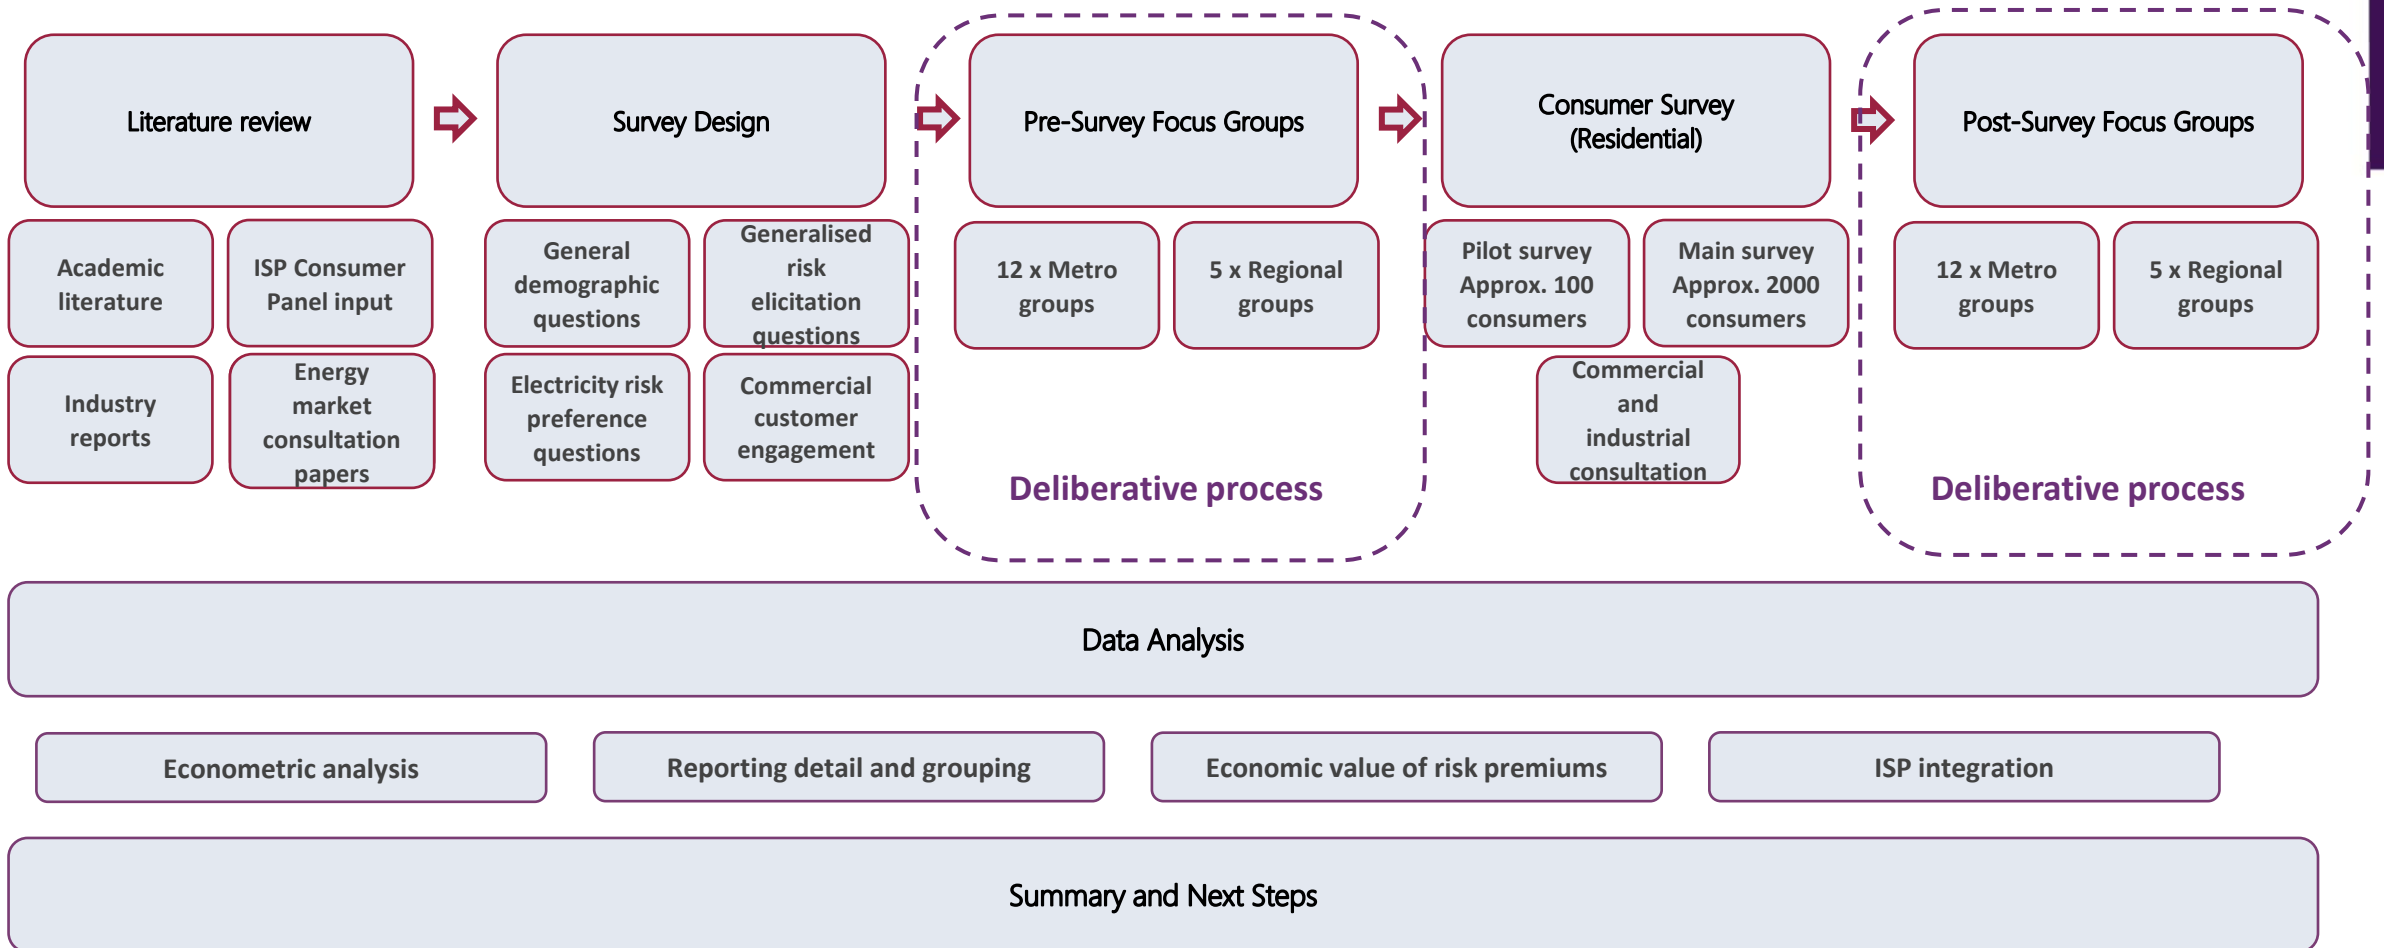 Literature review
Survey Design
Pre-Survey Focus Groups
Consumer Survey
(Residential)
Post-Survey Focus Groups
Academic
literature
ISP Consumer
Panel input
Industry
reports
Energy
market
consultation
papers
General
demographic
questions
Generalised
risk
elicitation
questions
Electricity risk
preference
questions
Commercial
customer
engagement
12 x Metro
groups
5 x Regional
groups
Deliberative process
Pilot survey
Approx. 100
consumers
Main survey
Approx. 2000
consumers
Commercial
and
industrial
consultation
12 x Metro
groups
5 x Regional
groups
Deliberative process
Data Analysis
Econometric analysis
Reporting detail and grouping
Economic value of risk premiums
ISP integration
Summary and Next Steps